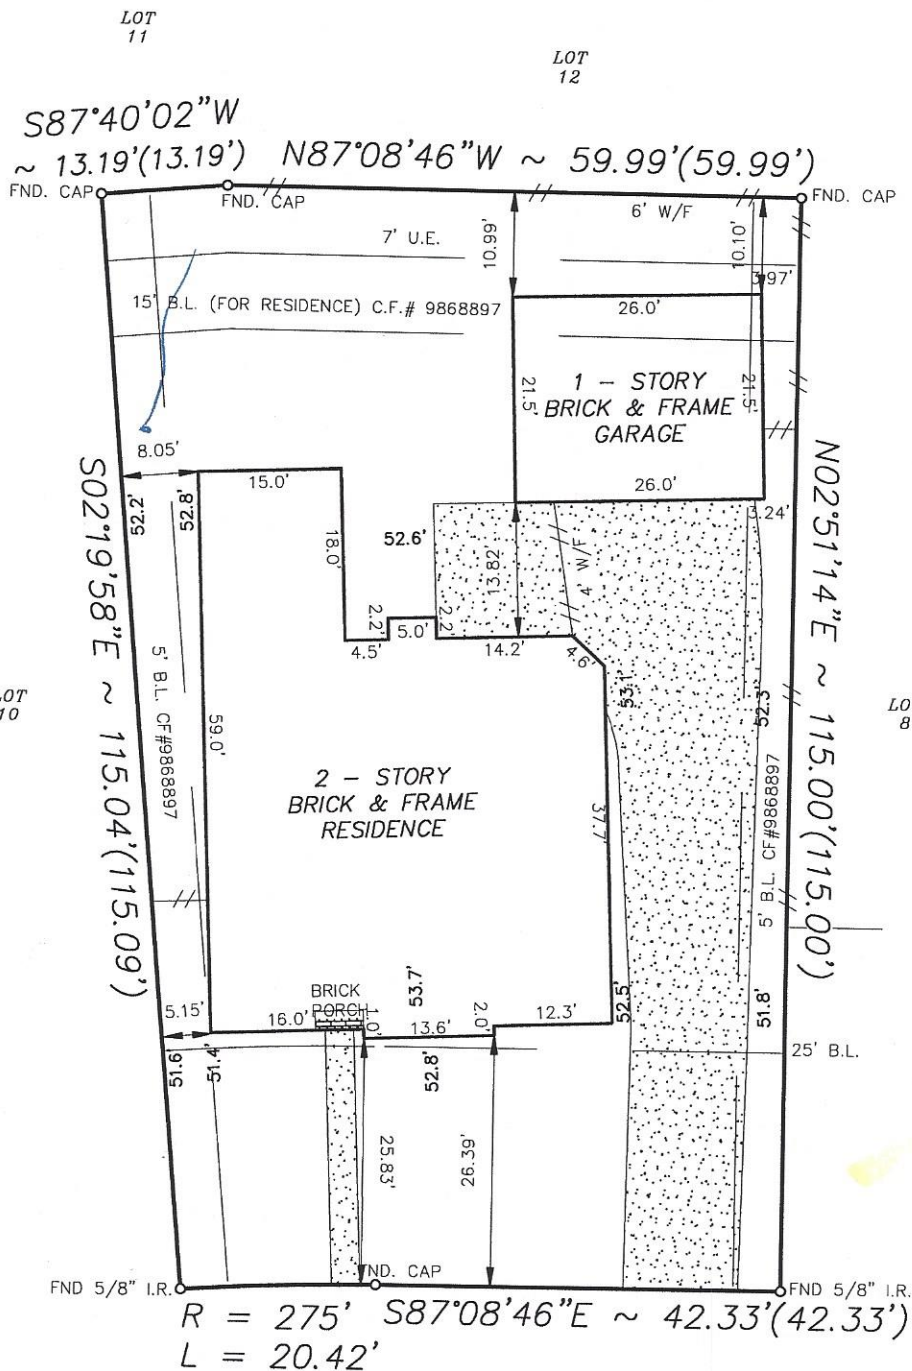 LOT
11
LOT
12
S87°40'02"W
~ 13.19'(13.19')
N87°08'46"W ~ 59.99'(59.99')
FND. CAP
FND. CAP
FND. CAP
6' W/F
7' U.E.
10.99'
10.10'
3.97'
15' B.L. (FOR RESIDENCE) C.F.# 9868897
26.0'
21.5'
1 - STORY
BRICK & FRAME
GARAGE
21.5'
8.05'
15.0'
26.0'
3.24'
S02°19'58"E ~ 115.04'(115.09')
N02°51'14"E ~ 115.00'(115.00')
52.2'
52.8'
18.0'
52.6'
13.82
4' W/F
2.2'
5.0'
2.2
4.5'
14.2'
4.6'
53.1'
52.3'
5' B.L. CF#9868897
59.0'
LO
8
2 - STORY
BRICK & FRAME
RESIDENCE
37.7'
5' B.L. CF#9868897
5.15'
16.0'
BRICK
PORCH
1.0'
53.7'
13.6'
2.0'
12.3'
52.5'
51.8'
51.6'
51.4'
52.8'
25' B.L.
25.83'
26.39'
FND 5/8" I.R.
ND. CAP
FND 5/8" I.R.
R = 275'
L = 20.42'
S87°08'46"E ~ 42.33'(42.33')